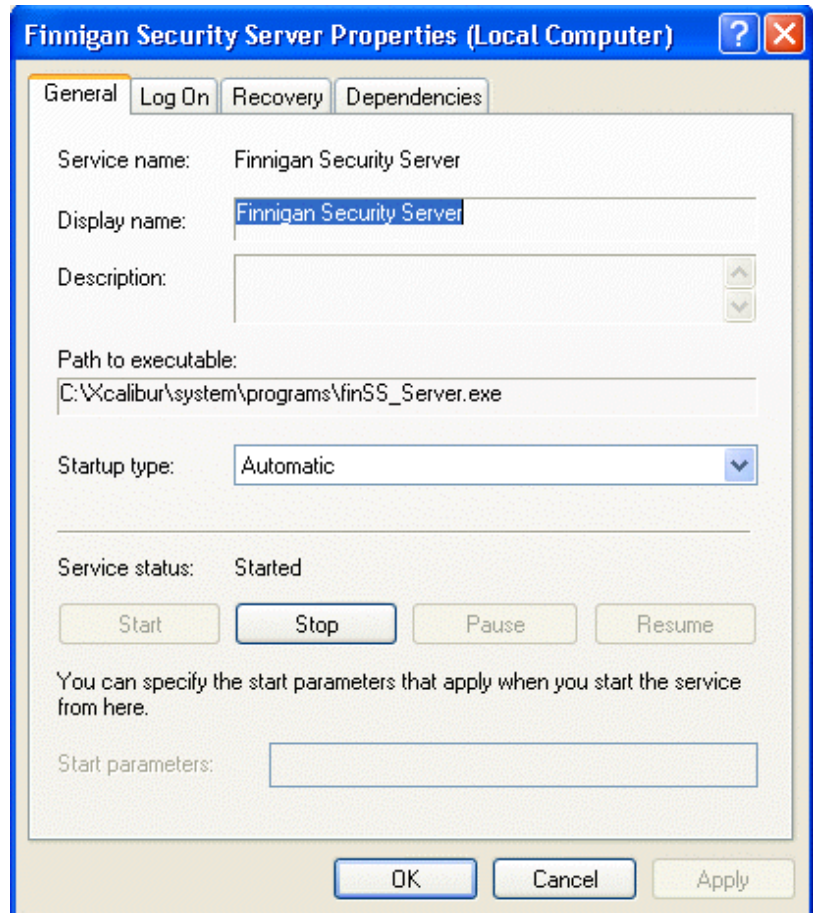 Finnigan Security Server Properties (Local Computer)
General Log On Recovery Dependencies
Service name: Finnigan Security Server
Display name: Finnigan Security Server
Description:
Path to executable:
C:\Xcalibur\system\programs\finSS_Server.exe
Startup type: Automatic
Service status: Started
Start Stop Pause Resume
You can specify the start parameters that apply when you start the service
from here.
Start parameters:
OK Cancel Apply